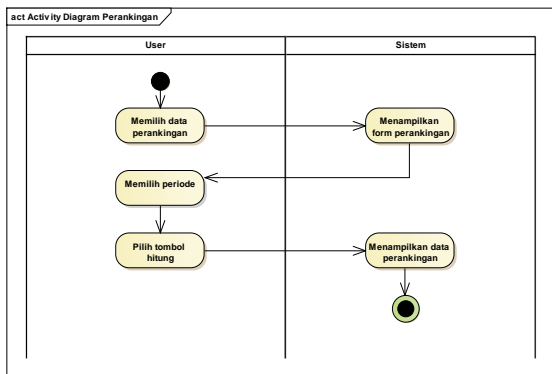 act Activity Diagram Perankingan
User
Sistem
Memilih data
perankingan
Menampilkan
form perankingan
Memilih periode
Pilih tombol
hitung
Menampilkan data
perankingan